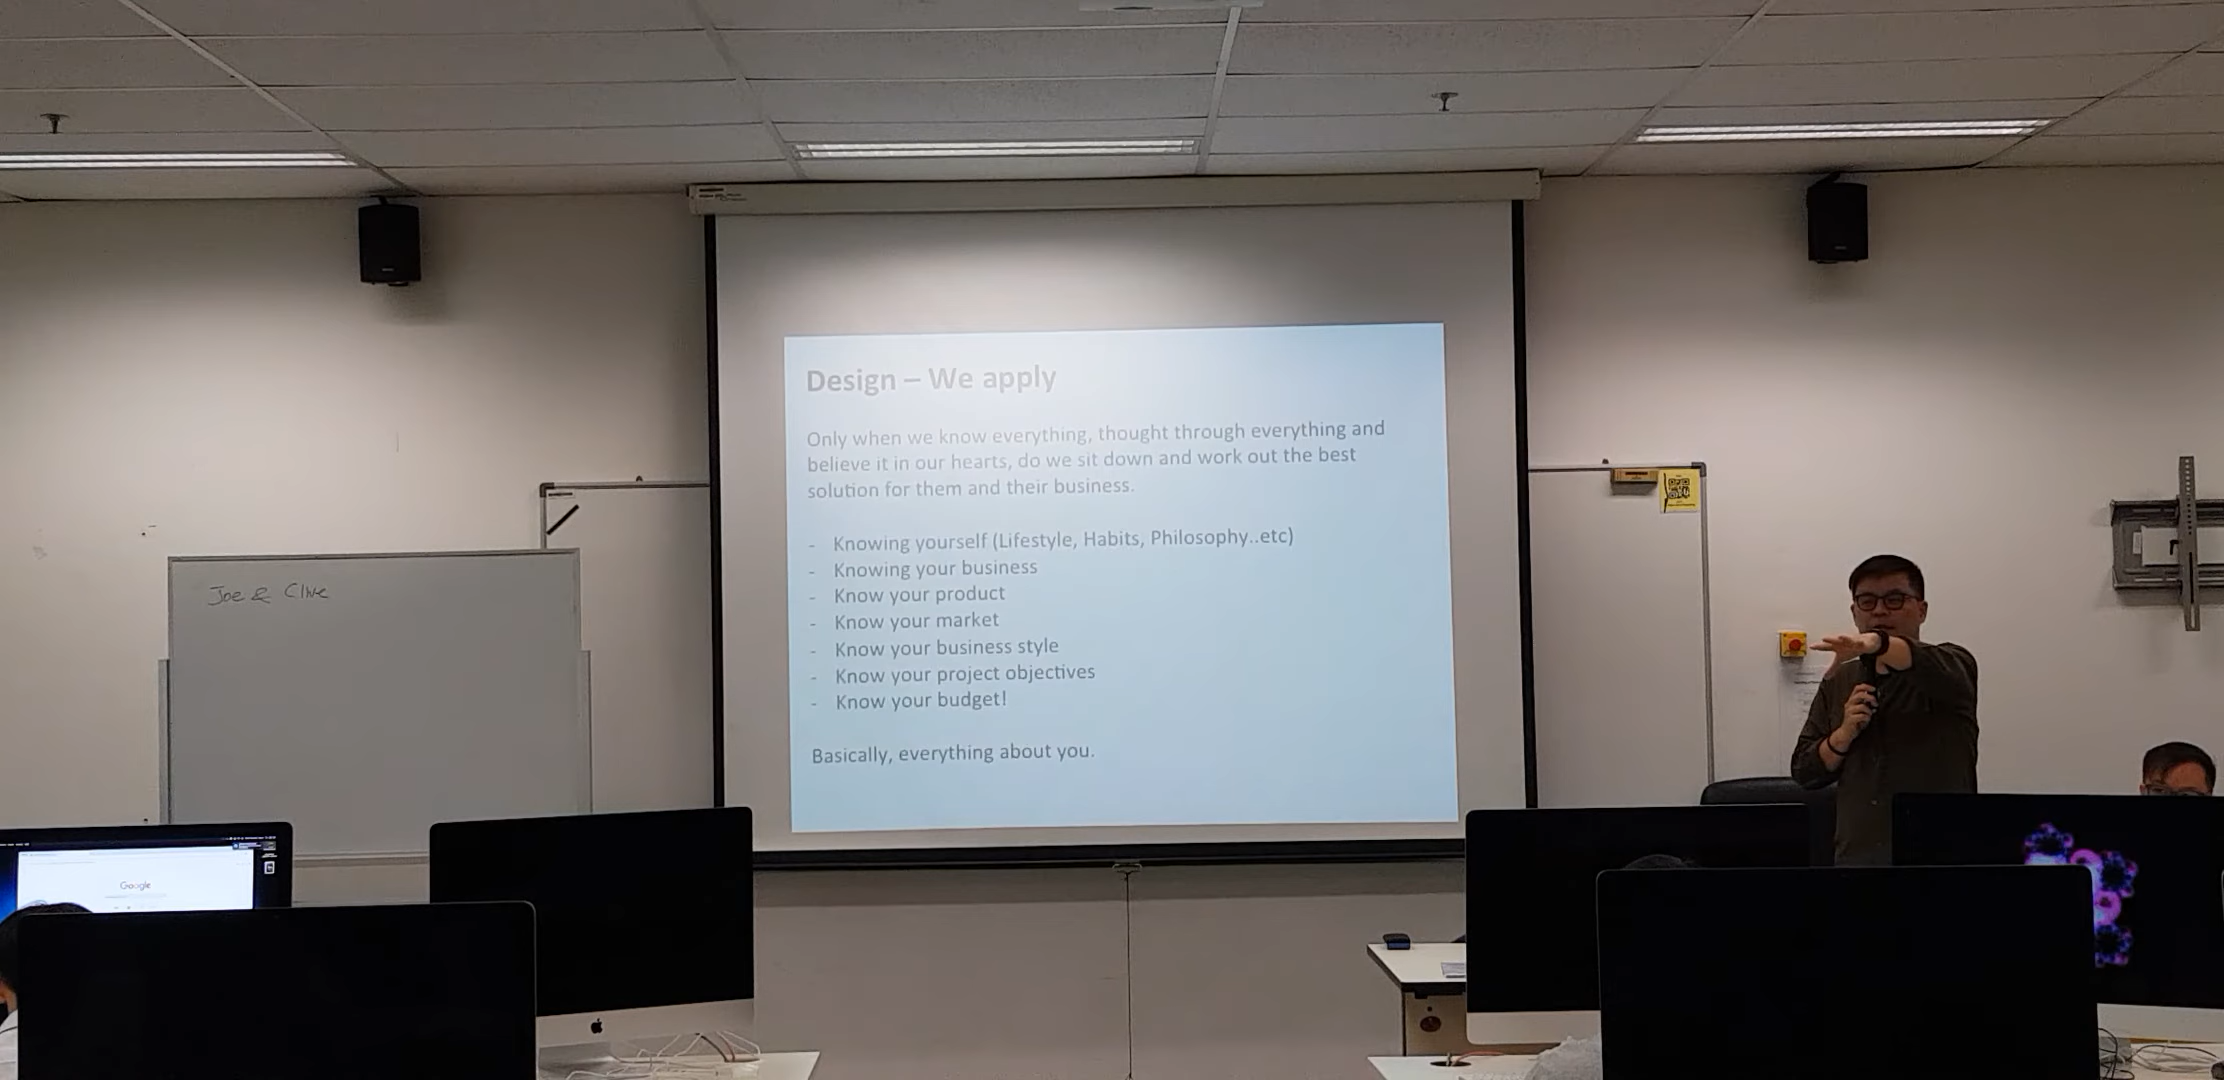 Design – We apply
Only when we know everything, thought through everything and
believe it in our hearts, do we sit down and work out the best
solution for them and their business.
- Knowing yourself (Lifestyle, Habits, Philosophy..etc)
- Knowing your business
- Know your product
- Know your market
- Know your business style
- Know your project objectives
- Know your budget!
Basically, everything about you.
Joe & Clive
Google